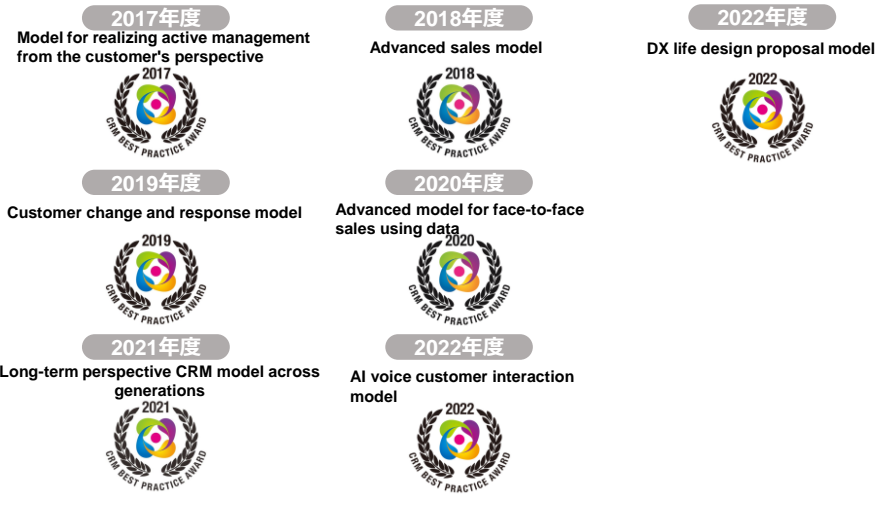 2017年度
Model for realizing active management
from the customer's perspective
2017
CRM BEST PRACTICE AWARD
2018年度
Advanced sales model
2018
CRM BEST PRACTICE AWARD
2022年度
DX life design proposal model
2022
CRM BEST PRACTICE AWARD
2019年度
Customer change and response model
2019
CRM BEST PRACTICE AWARD
2020年度
Advanced model for face-to-face
sales using data
2020
CRM BEST PRACTICE AWARD
2021年度
Long-term perspective CRM model across
generations
2021
CRM BEST PRACTICE AWARD
2022年度
AI voice customer interaction
model
2022
CRM BEST PRACTICE AWARD